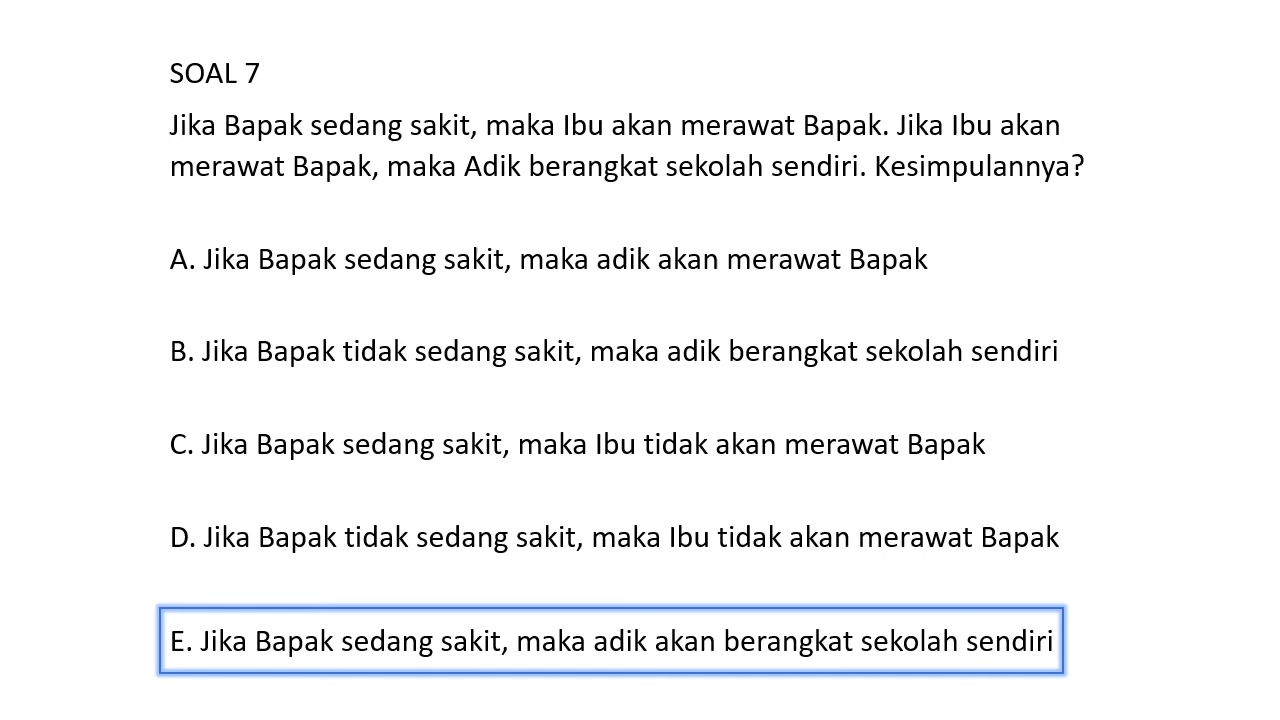 SOAL 7
Jika Bapak sedang sakit, maka Ibu akan merawat Bapak. Jika Ibu akan
merawat Bapak, maka Adik berangkat sekolah sendiri. Kesimpulannya?
A. Jika Bapak sedang sakit, maka adik akan merawat Bapak
B. Jika Bapak tidak sedang sakit, maka adik berangkat sekolah sendiri
C. Jika Bapak sedang sakit, maka Ibu tidak akan merawat Bapak
D. Jika Bapak tidak sedang sakit, maka Ibu tidak akan merawat Bapak
E. Jika Bapak sedang sakit, maka adik akan berangkat sekolah sendiri